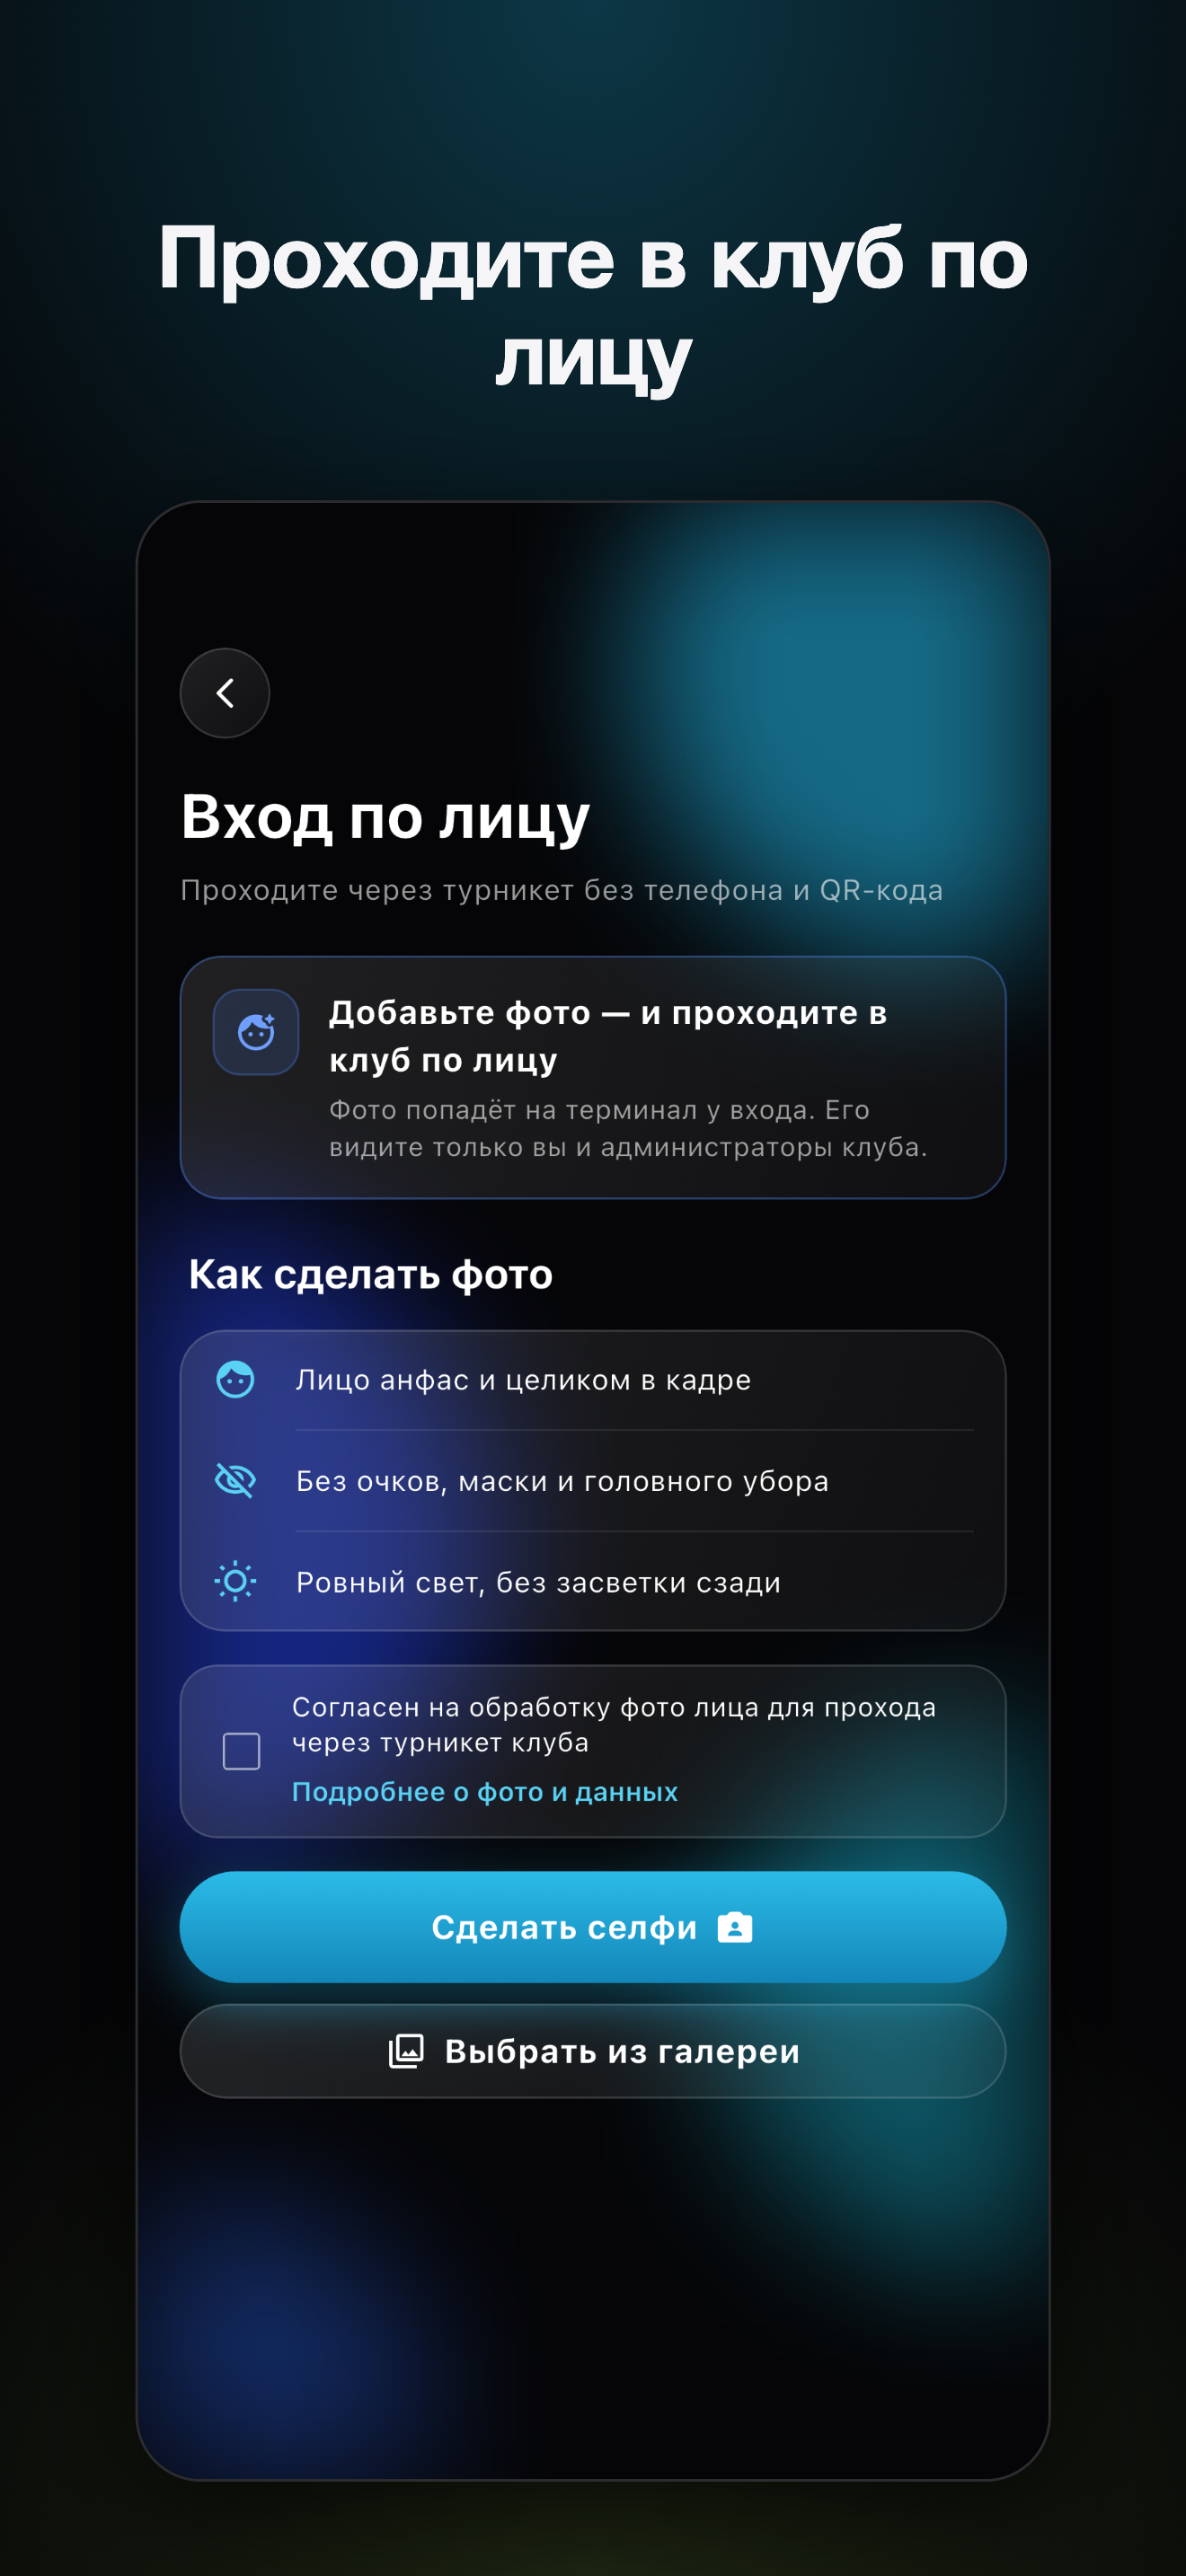 Проходите в клуб по
лицу
Вход по лицу
Проходите через турникет без телефона и QR-кода
Добавьте фото — и проходите в
клуб по лицу
Фото попадёт на терминал у входа. Его
видите только вы и администраторы клуба.
Как сделать фото
Лицо анфас и целиком в кадре
Без очков, маски и головного убора
Ровный свет, без засветки сзади
Согласен на обработку фото лица для прохода
через турникет клуба
Подробнее о фото и данных
Сделать селфи
Выбрать из галереи